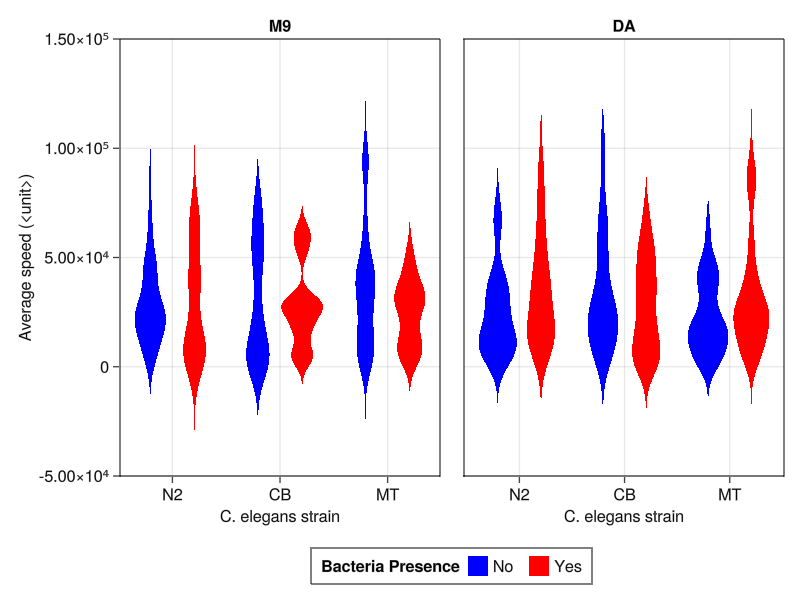 M9
DA
1.50×10⁵
1.00×10⁵
5.00×10⁴
0
-5.00×10⁴
Average speed (<unit>)
N2 CB MT
N2 CB MT
C. elegans strain
C. elegans strain
Bacteria Presence No Yes